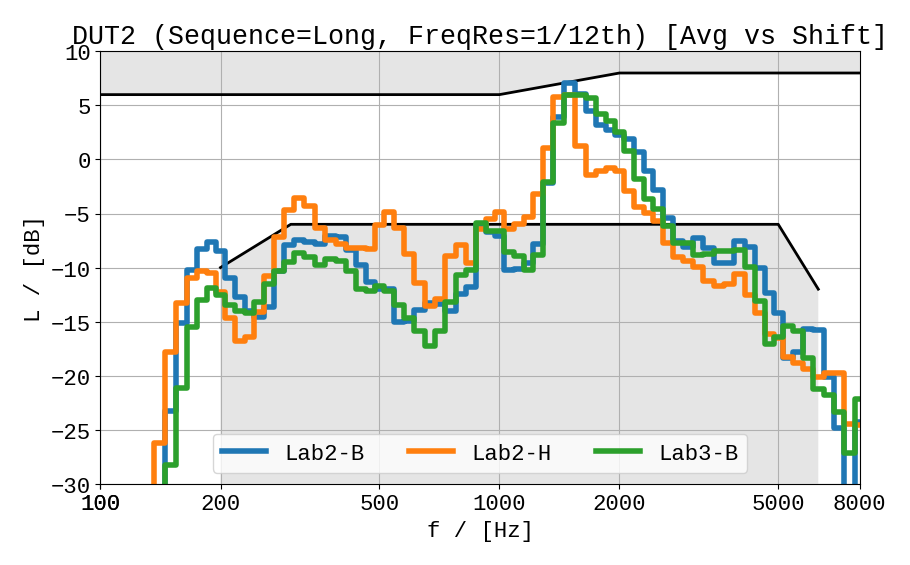 DUT2 (Sequence=Long, FreqRes=1/12th) [Avg vs Shift]
10
5
0
−5
−10
−15
−20
−25
−30
L / [dB]
Lab2-B Lab2-H Lab3-B
100 200 500 1000 2000 5000 8000
f / [Hz]